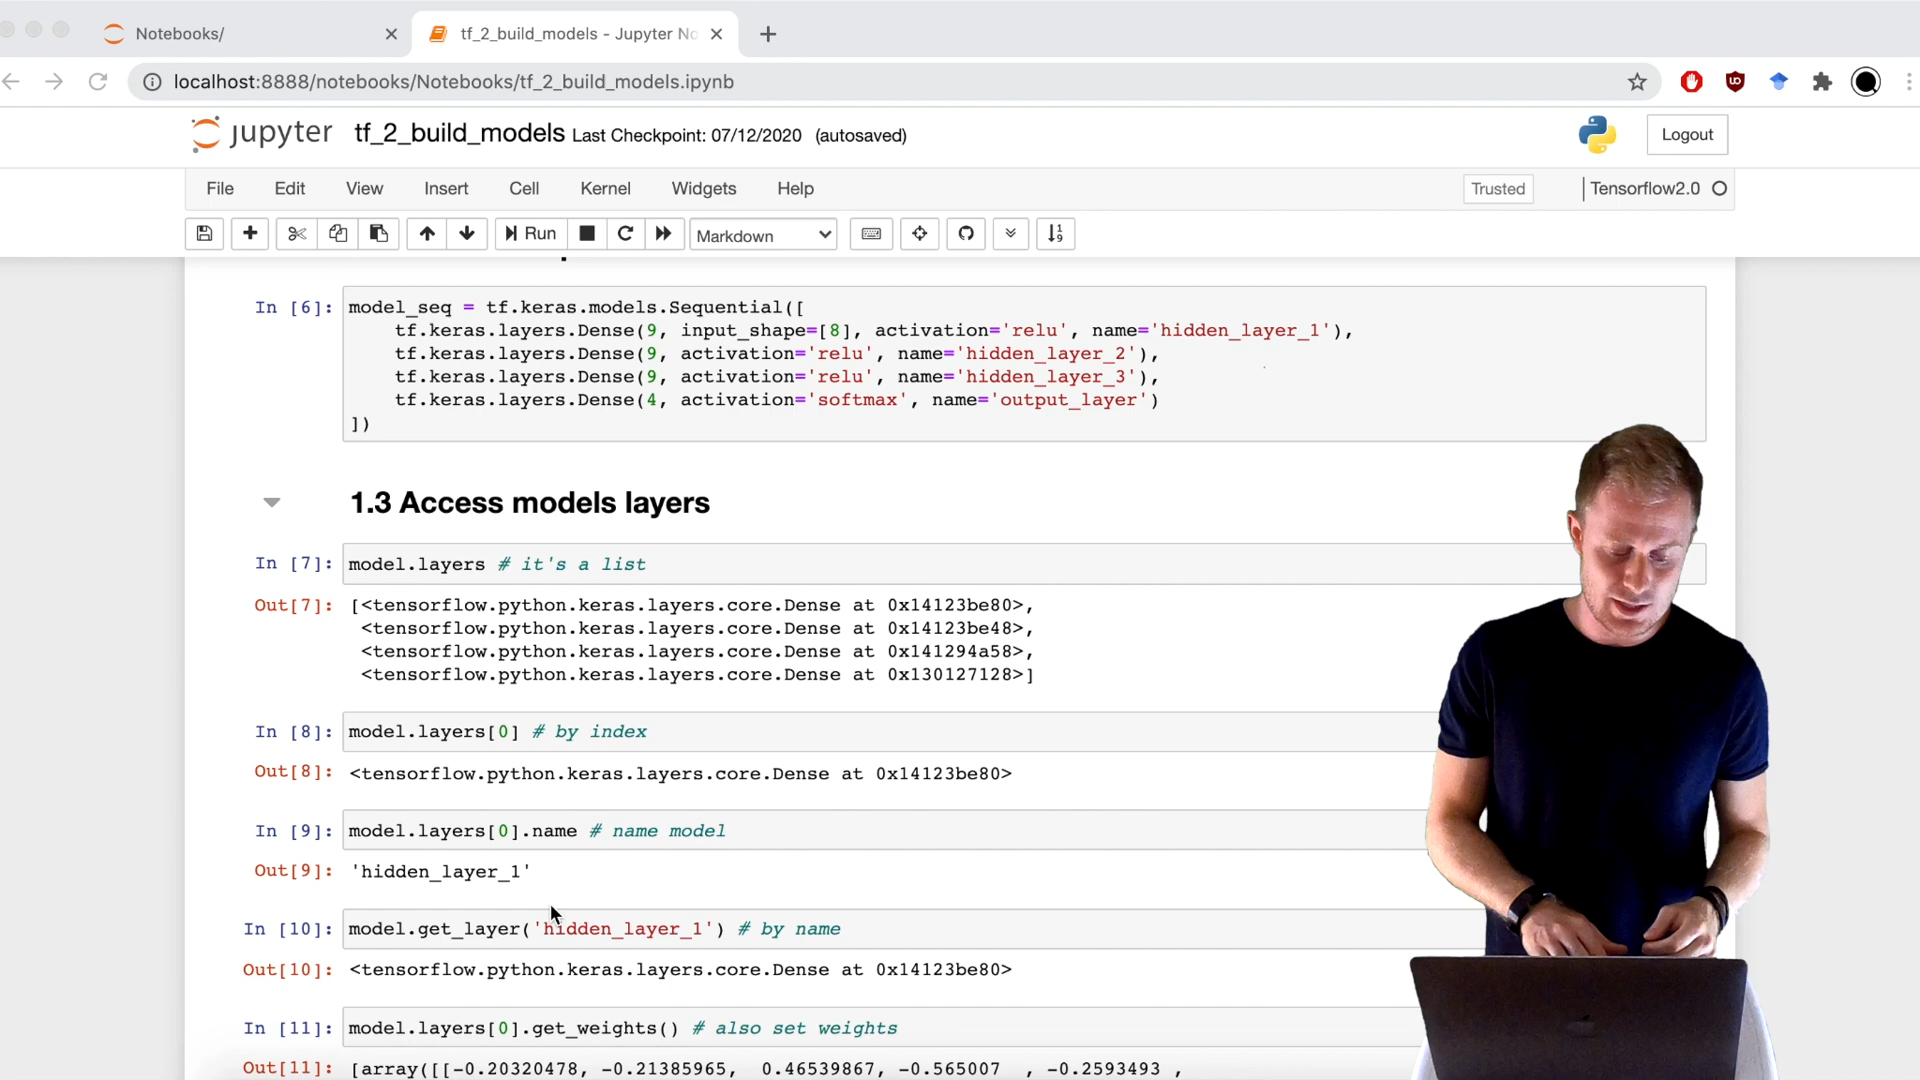 Notebooks/
tf_2_build_models - Jupyter No
localhost:8888/notebooks/Notebooks/tf_2_build_models.ipynb
jupyter tf_2_build_models Last Checkpoint: 07/12/2020 (autosaved)
Logout
File Edit View Insert Cell Kernel Widgets Help
Trusted
Tensorflow2.0
Run
Markdown
In [6]: model_seq = tf.keras.models.Sequential([
tf.keras.layers.Dense(9, input_shape=[8], activation='relu', name='hidden_layer_1'),
tf.keras.layers.Dense(9, activation='relu', name='hidden_layer_2'),
tf.keras.layers.Dense(9, activation='relu', name='hidden_layer_3'),
tf.keras.layers.Dense(4, activation='softmax', name='output_layer')
])
1.3 Access models layers
In [7]: model.layers # it's a list
Out[7]: [<tensorflow.python.keras.layers.core.Dense at 0x14123be80>,
<tensorflow.python.keras.layers.core.Dense at 0x14123be48>,
<tensorflow.python.keras.layers.core.Dense at 0x141294a58>,
<tensorflow.python.keras.layers.core.Dense at 0x130127128>]
In [8]: model.layers[0] # by index
Out[8]: <tensorflow.python.keras.layers.core.Dense at 0x14123be80>
In [9]: model.layers[0].name # name model
Out[9]: 'hidden_layer_1'
In [10]: model.get_layer('hidden_layer_1') # by name
Out[10]: <tensorflow.python.keras.layers.core.Dense at 0x14123be80>
In [11]: model.layers[0].get_weights() # also set weights
Out[11]: [array([[-0.20320478, -0.21385965, 0.46539867, -0.565007 , -0.2593493 ,